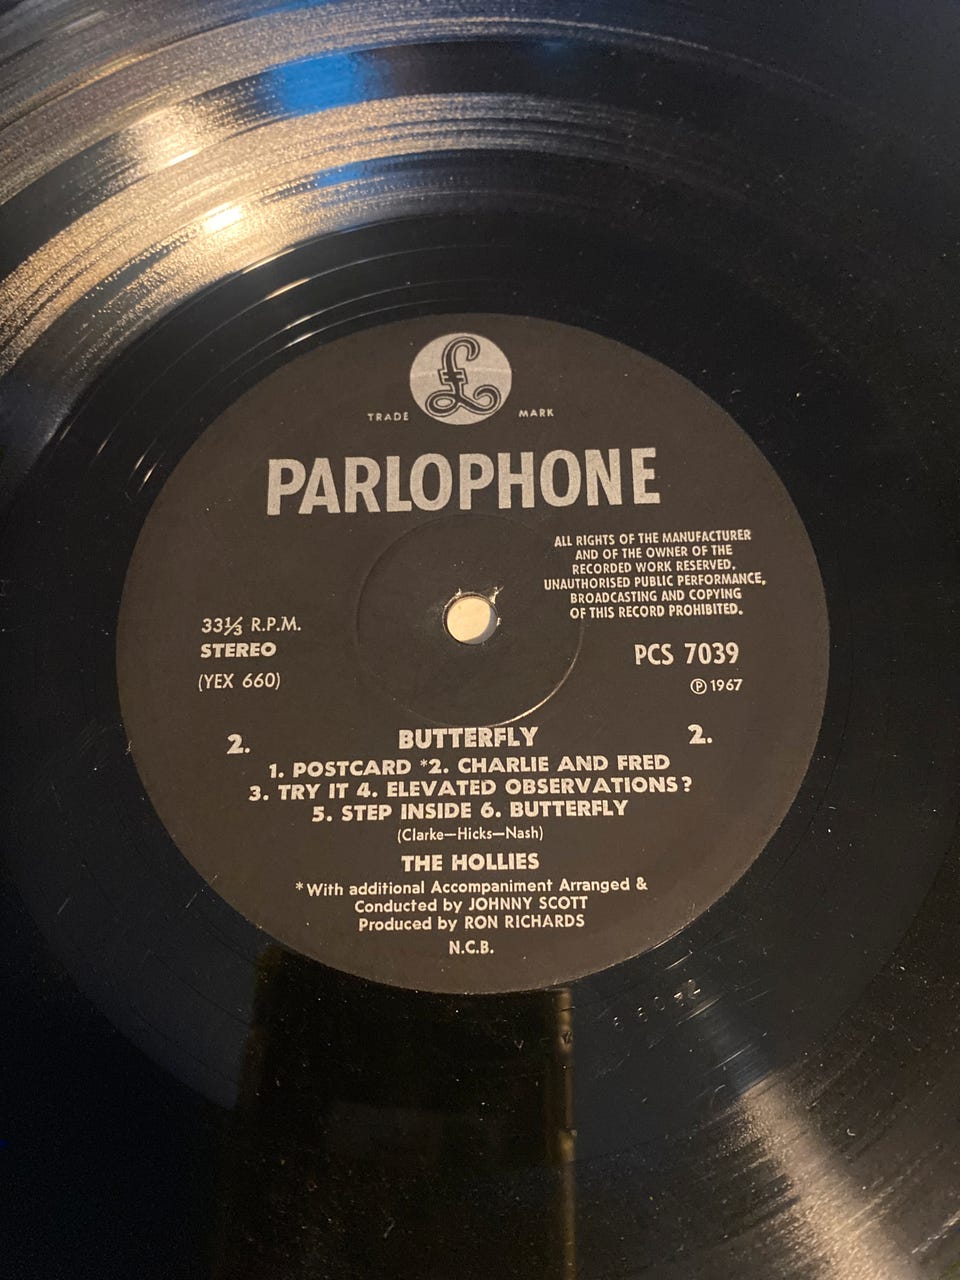 £
TRADE MARK
PARLOPHONE
ALL RIGHTS OF THE MANUFACTURER
AND OF THE OWNER OF THE
RECORDED WORK RESERVED.
UNAUTHORISED PUBLIC PERFORMANCE,
BROADCASTING AND COPYING
OF THIS RECORD PROHIBITED.
33⅓ R.P.M.
STEREO
(YEX 660)
PCS 7039
Ⓟ 1967
2. BUTTERFLY 2.
1. POSTCARD *2. CHARLIE AND FRED
3. TRY IT 4. ELEVATED OBSERVATIONS?
5. STEP INSIDE 6. BUTTERFLY
(Clarke—Hicks—Nash)
THE HOLLIES
*With additional Accompaniment Arranged &
Conducted by JOHNNY SCOTT
Produced by RON RICHARDS
N.C.B.